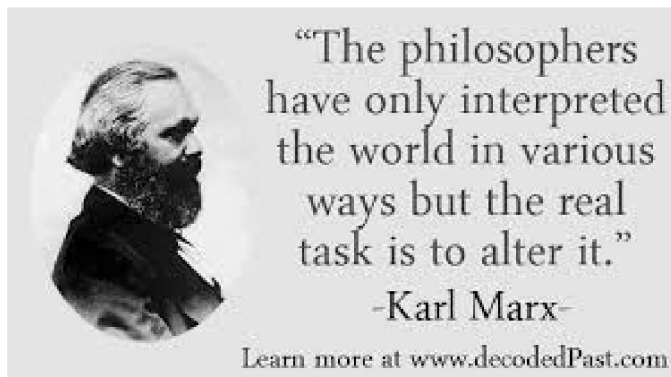 “The philosophers
have only interpreted
the world in various
ways but the real
task is to alter it.”
-Karl Marx-
Learn more at www.decodedPast.com